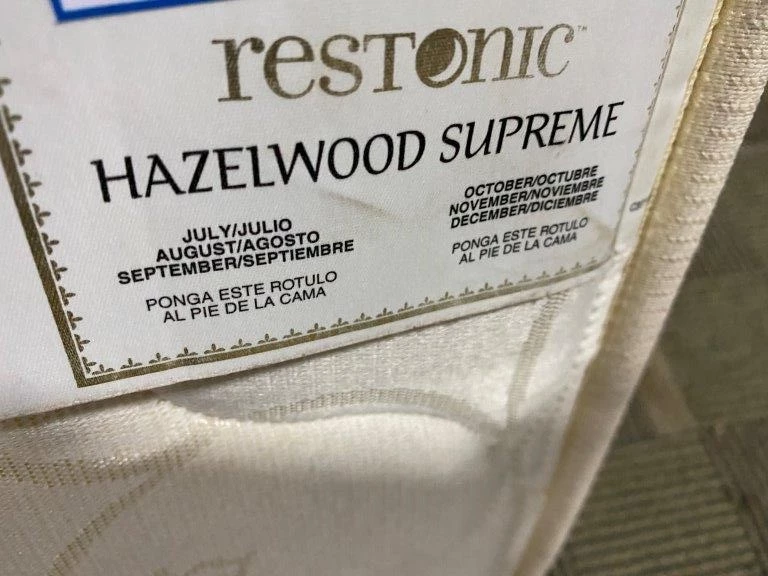 resTonic™
HAZELWOOD SUPREME
JULY/JULIO
AUGUST/AGOSTO
SEPTEMBER/SEPTIEMBRE
PONGA ESTE ROTULO
AL PIE DE LA CAMA
OCTOBER/OCTUBRE
NOVEMBER/NOVIEMBRE
DECEMBER/DICIEMBRE
PONGA ESTE ROTULO
AL PIE DE LA CAMA